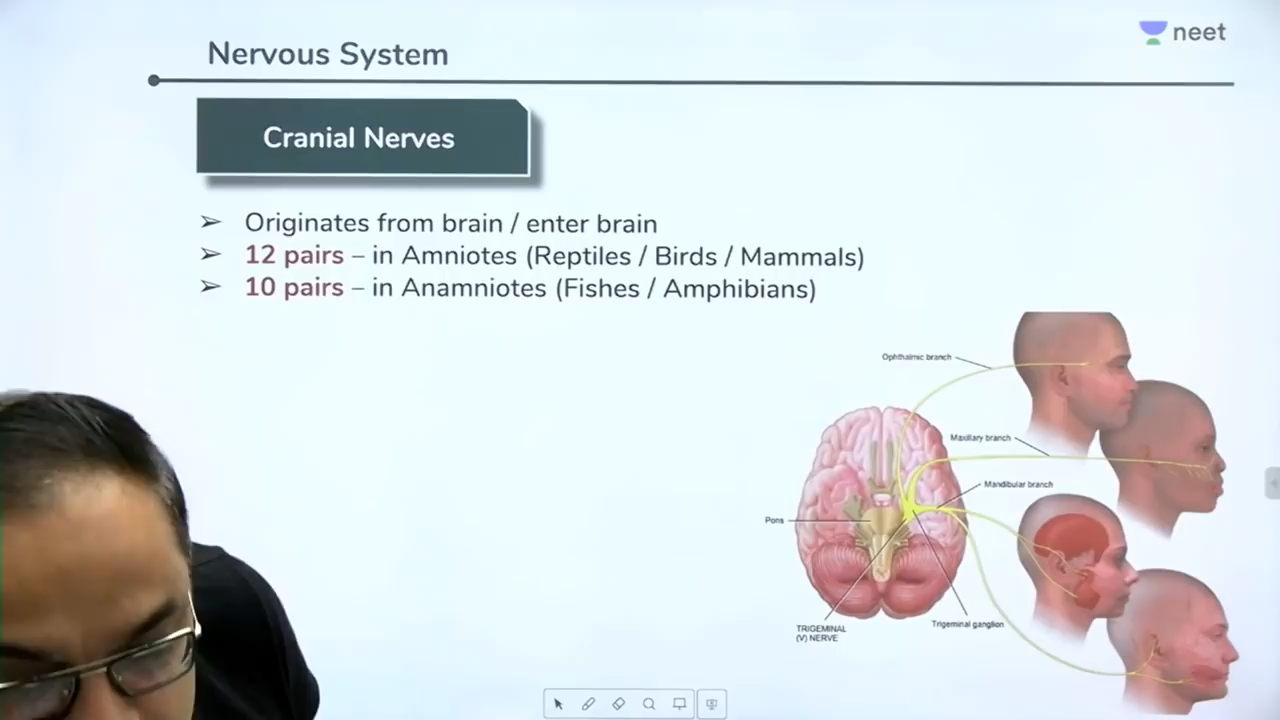 Nervous System
neet
Cranial Nerves
➢ Originates from brain / enter brain
➢ 12 pairs – in Amniotes (Reptiles / Birds / Mammals)
➢ 10 pairs – in Anamniotes (Fishes / Amphibians)
Ophthalmic branch
Maxillary branch
Mandibular branch
Pons
TRIGEMINAL
(V) NERVE
Trigeminal ganglion